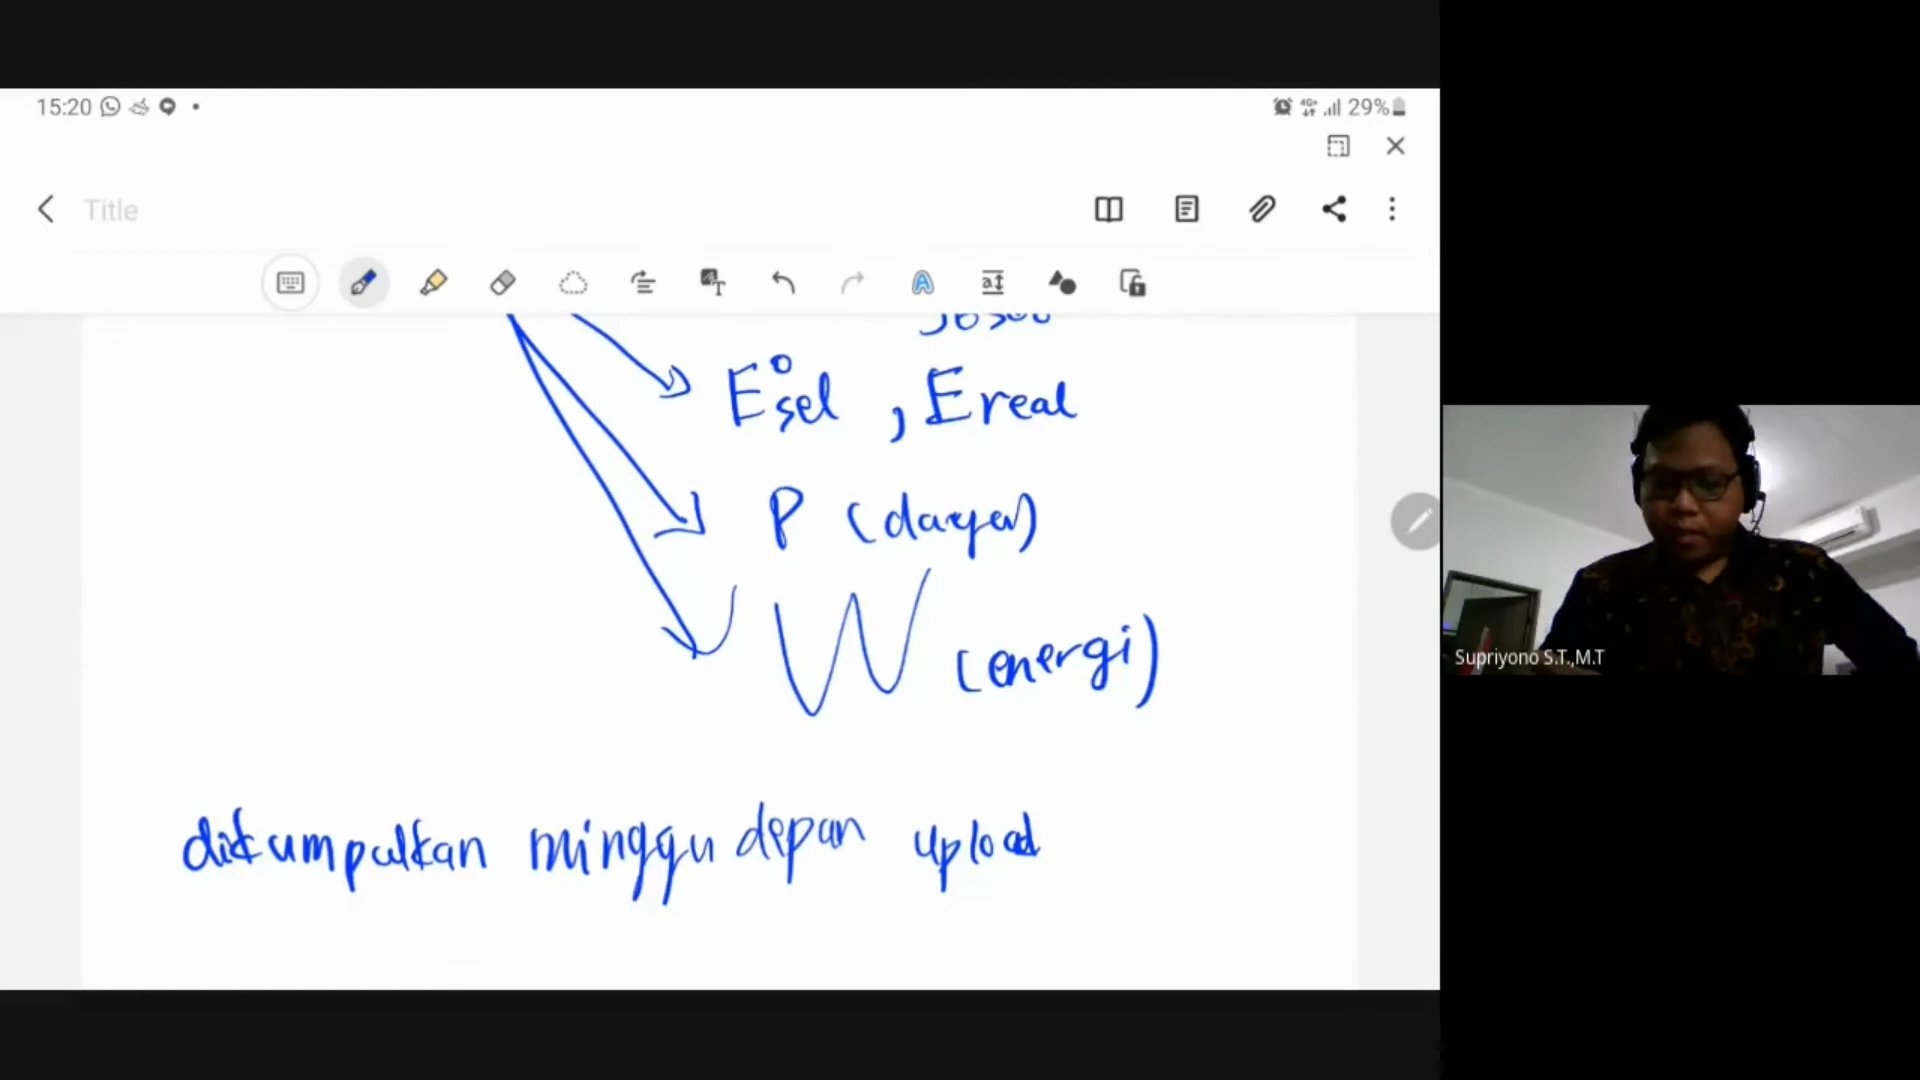 15:20
29%
Title
E°sel , Ereal
P (daya)
W (energi)
dikumpulkan minggu depan upload
Supriyono S.T.,M.T